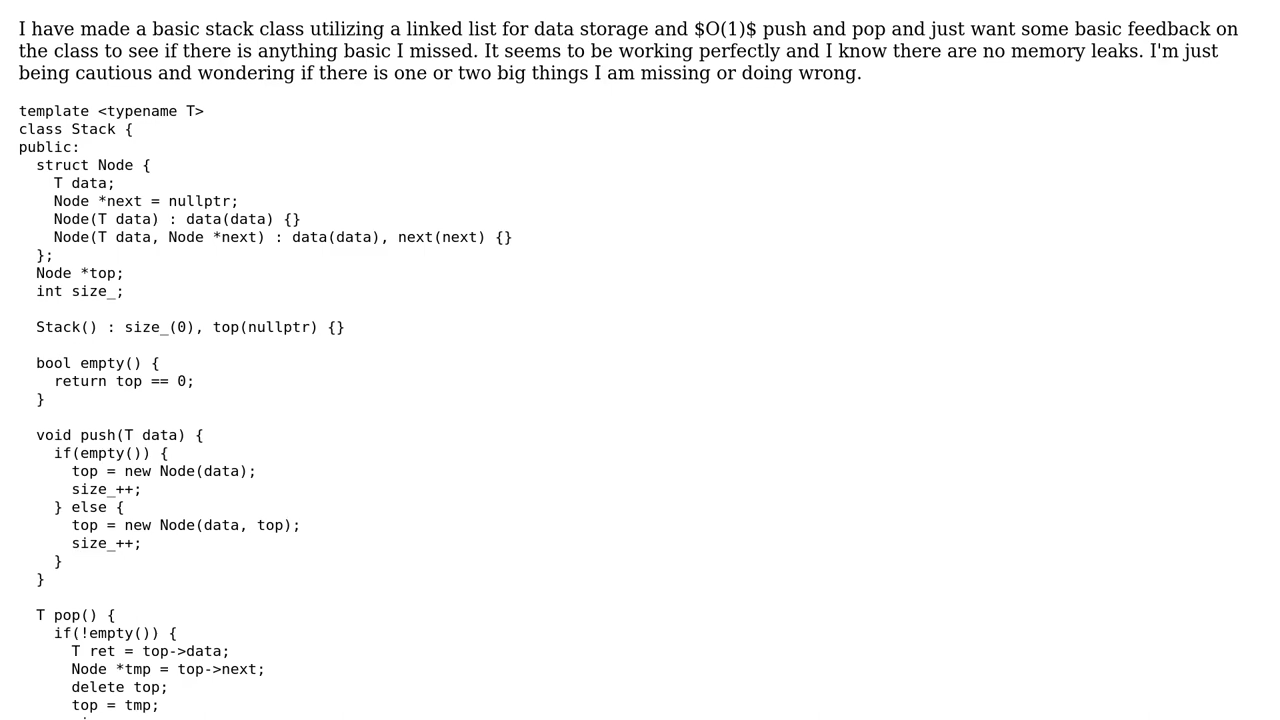 I have made a basic stack class utilizing a linked list for data storage and $O(1)$ push and pop and just want some basic feedback on
the class to see if there is anything basic I missed. It seems to be working perfectly and I know there are no memory leaks. I'm just
being cautious and wondering if there is one or two big things I am missing or doing wrong.
template <typename T>
class Stack {
public:
  struct Node {
    T data;
    Node *next = nullptr;
    Node(T data) : data(data) {}
    Node(T data, Node *next) : data(data), next(next) {}
  };
  Node *top;
  int size_;

  Stack() : size_(0), top(nullptr) {}

  bool empty() {
    return top == 0;
  }

  void push(T data) {
    if(empty()) {
      top = new Node(data);
      size_++;
    } else {
      top = new Node(data, top);
      size_++;
    }
  }

  T pop() {
    if(!empty()) {
      T ret = top->data;
      Node *tmp = top->next;
      delete top;
      top = tmp;